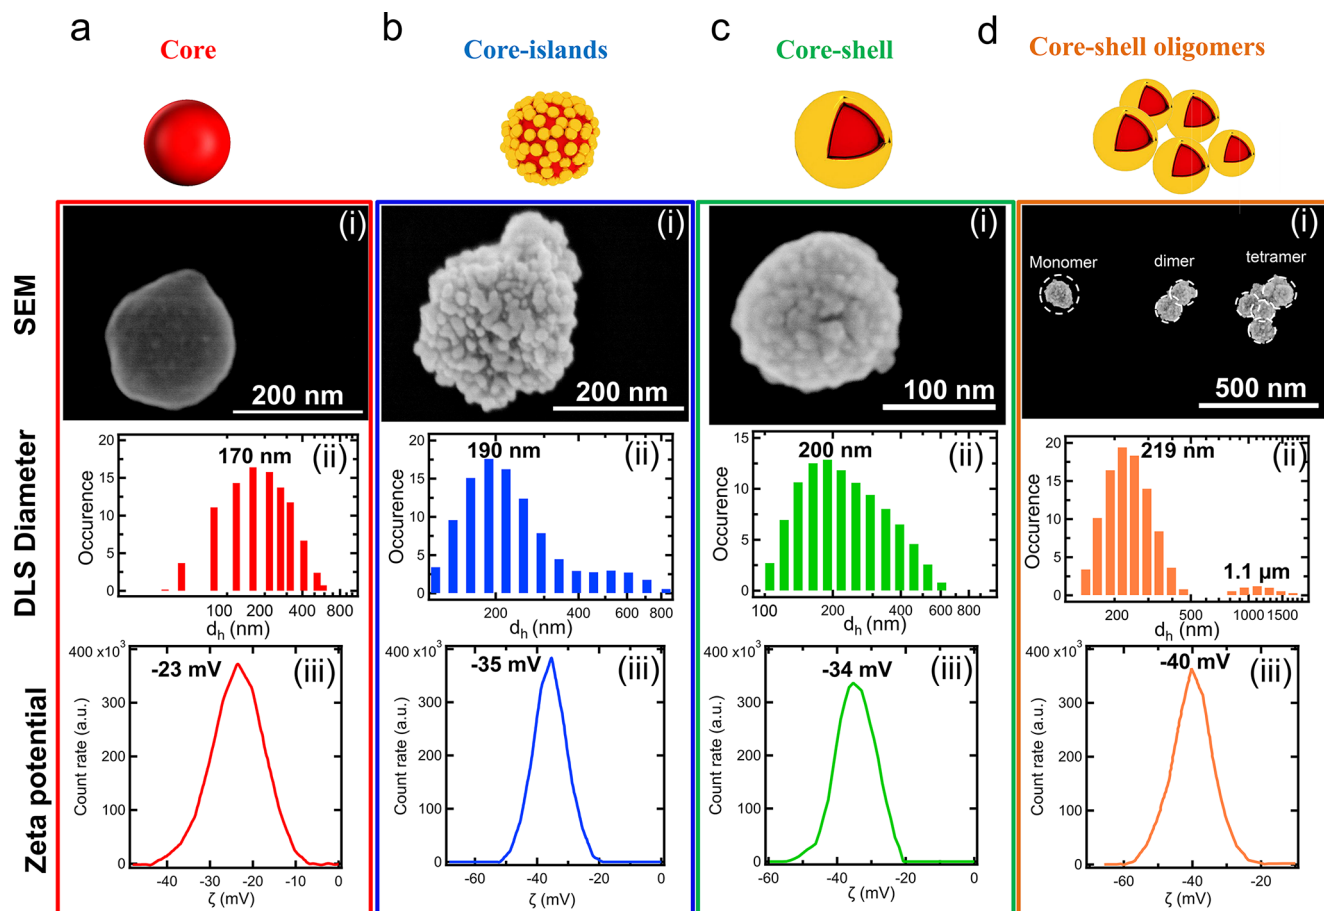 a
Core
b
Core-islands
c
Core-shell
d
Core-shell oligomers
SEM
(i)
200 nm
(i)
200 nm
(i)
100 nm
(i)
Monomer
dimer
tetramer
500 nm
DLS Diameter
Occurence
20
15
10
5
0
170 nm
(ii)
100
200
400
800
dₕ (nm)
Occurence
20
15
10
5
0
190 nm
(ii)
200
400
600
800
dₕ (nm)
Occurence
15
10
5
0
200 nm
(ii)
100
200
400
600
800
dₕ (nm)
Occurence
20
15
10
5
0
219 nm
(ii)
1.1 µm
200
500
1000
1500
dₕ (nm)
Zeta potential
Count rate (a.u.)
400 x10³
300
200
100
0
-23 mV
(iii)
-40
-30
-20
-10
0
ζ (mV)
Count rate (a.u.)
400 x10³
300
200
100
0
-35 mV
(iii)
-60
-40
-20
0
ζ (mV)
Count rate (a.u.)
400 x10³
300
200
100
0
-34 mV
(iii)
-60
-40
-20
0
ζ (mV)
Count rate (a.u.)
400 x10³
300
200
100
0
-40 mV
(iii)
-60
-40
-20
ζ (mV)